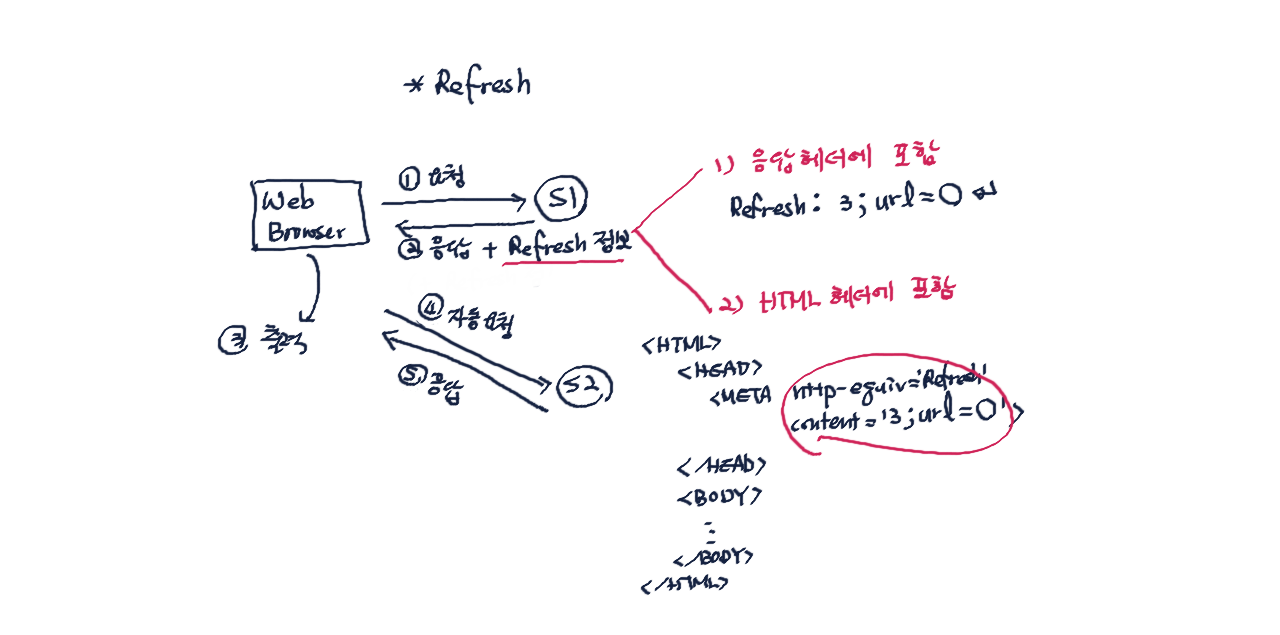 * Refresh
Web
Browser
① 요청
S1
② 응답 + Refresh 정보
③ 출력
④ 자동요청
⑤ 응답
S2
1) 응답헤더에 포함
Refresh: 3; url=○ ↵
2) HTML 헤더에 포함
<HTML>
<HEAD>
<META http-equiv='Refresh'
content='3; url=○'>
</HEAD>
<BODY>
⋮
</BODY>
</HTML>